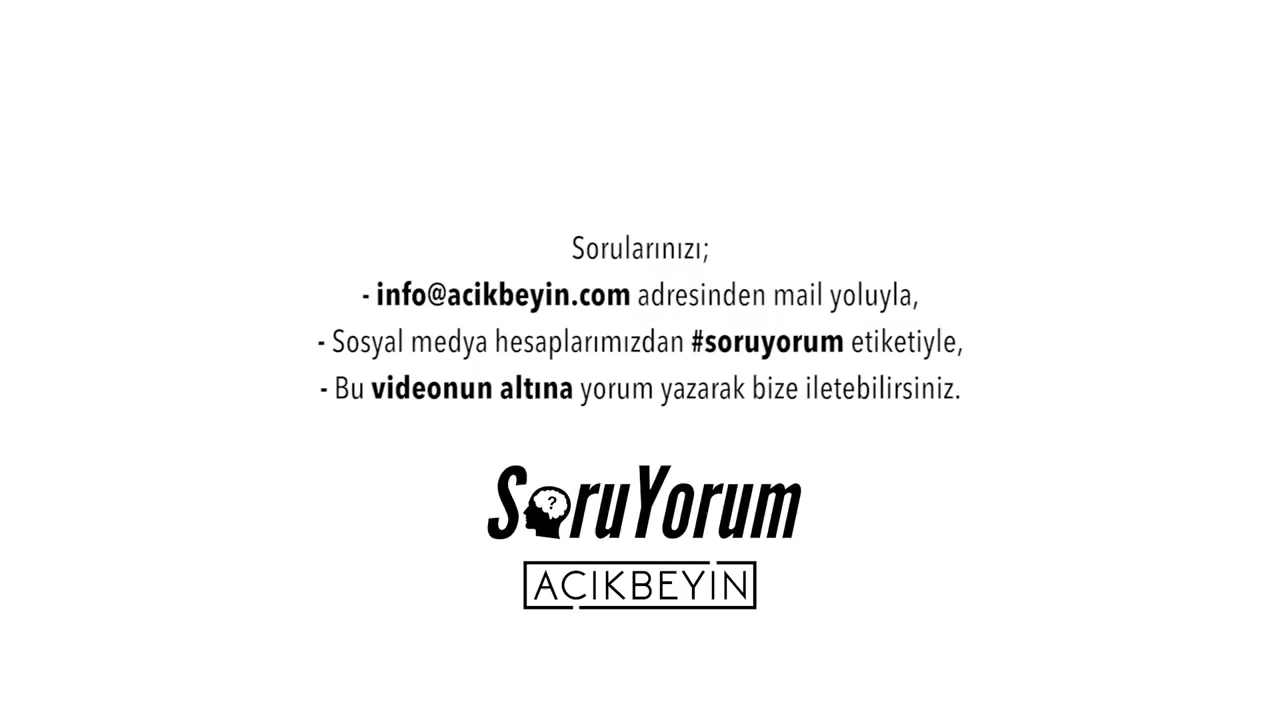 Sorularınızı;
- info@acikbeyin.com adresinden mail yoluyla,
- Sosyal medya hesaplarımızdan #soruyorum etiketiyle,
- Bu videonun altına yorum yazarak bize iletebilirsiniz.
SoruYorum
AÇIKBEYİN